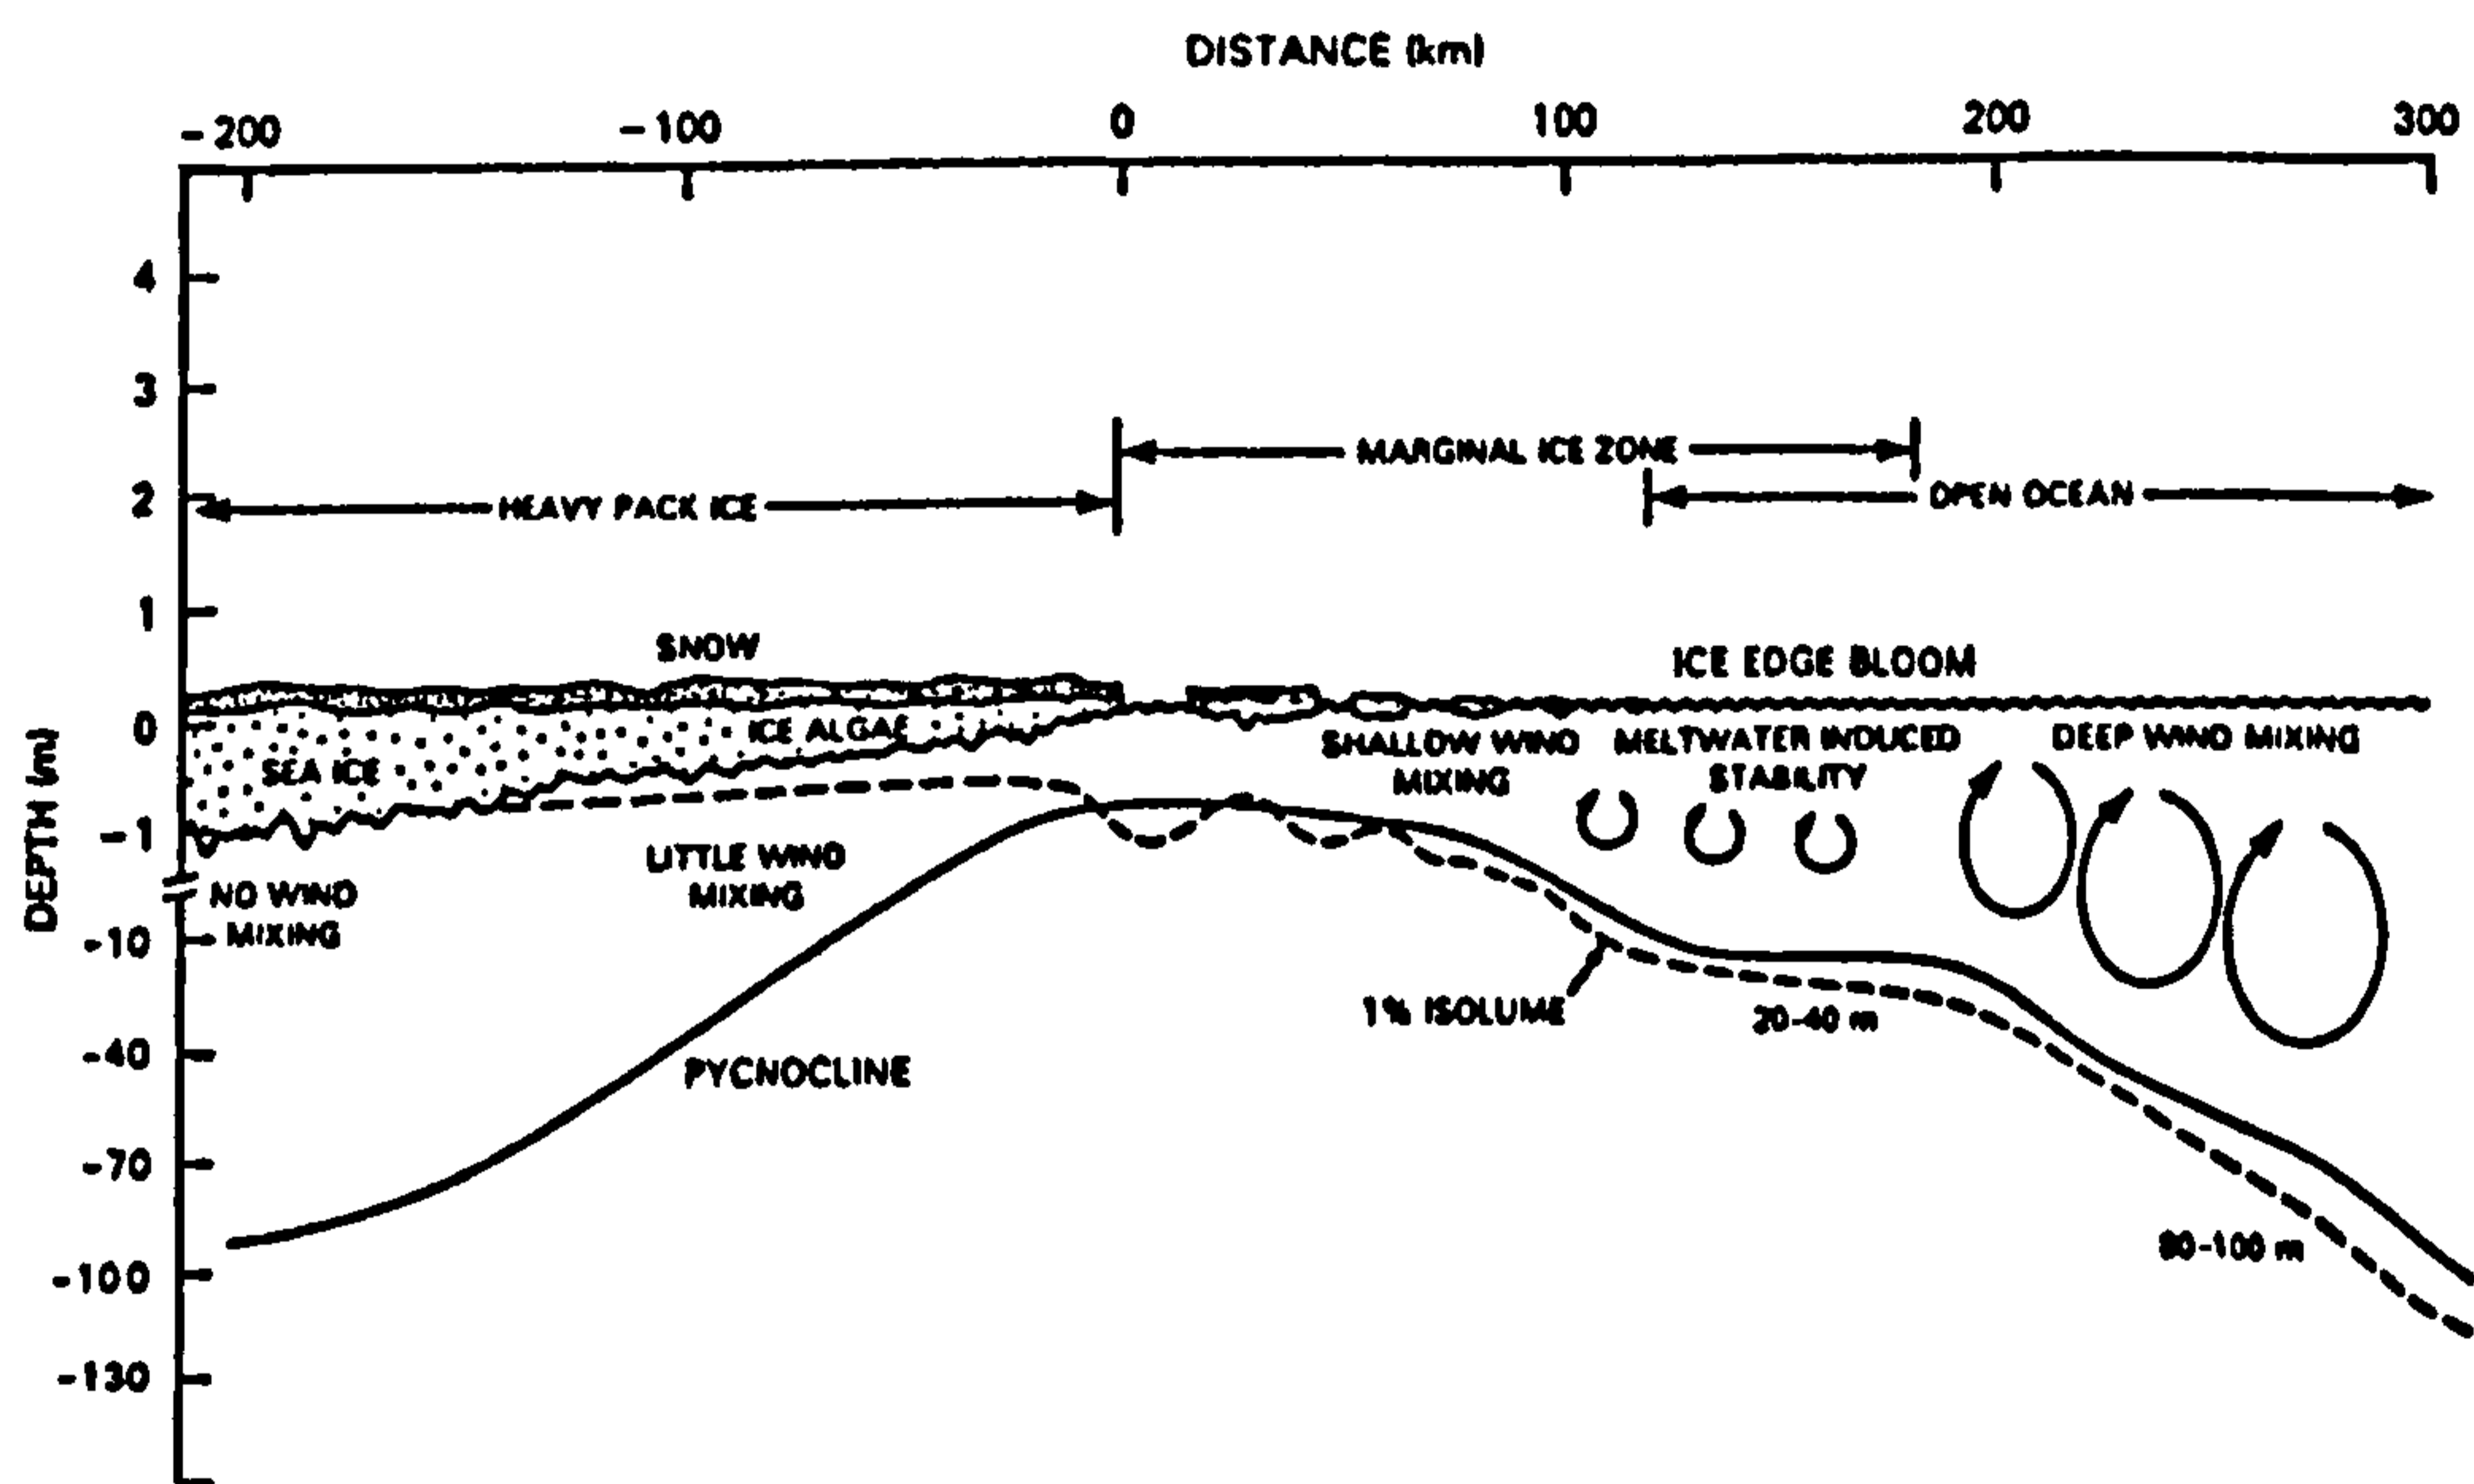 DISTANCE (km)
-200 -100 0 100 200 300
4
3
MARGINAL ICE ZONE
2
HEAVY PACK ICE
OPEN OCEAN
1
SNOW
ICE EDGE BLOOM
0
ICE ALGAE
SEA ICE
SHALLOW WIND
MIXING
MELTWATER INDUCED
STABILITY
DEEP WIND MIXING
DEPTH (m)
-1
LITTLE WIND
MIXING
NO WIND
MIXING
-10
1% ISOLUME
20-40 m
-40
PYCNOCLINE
-70
80-100 m
-100
-130